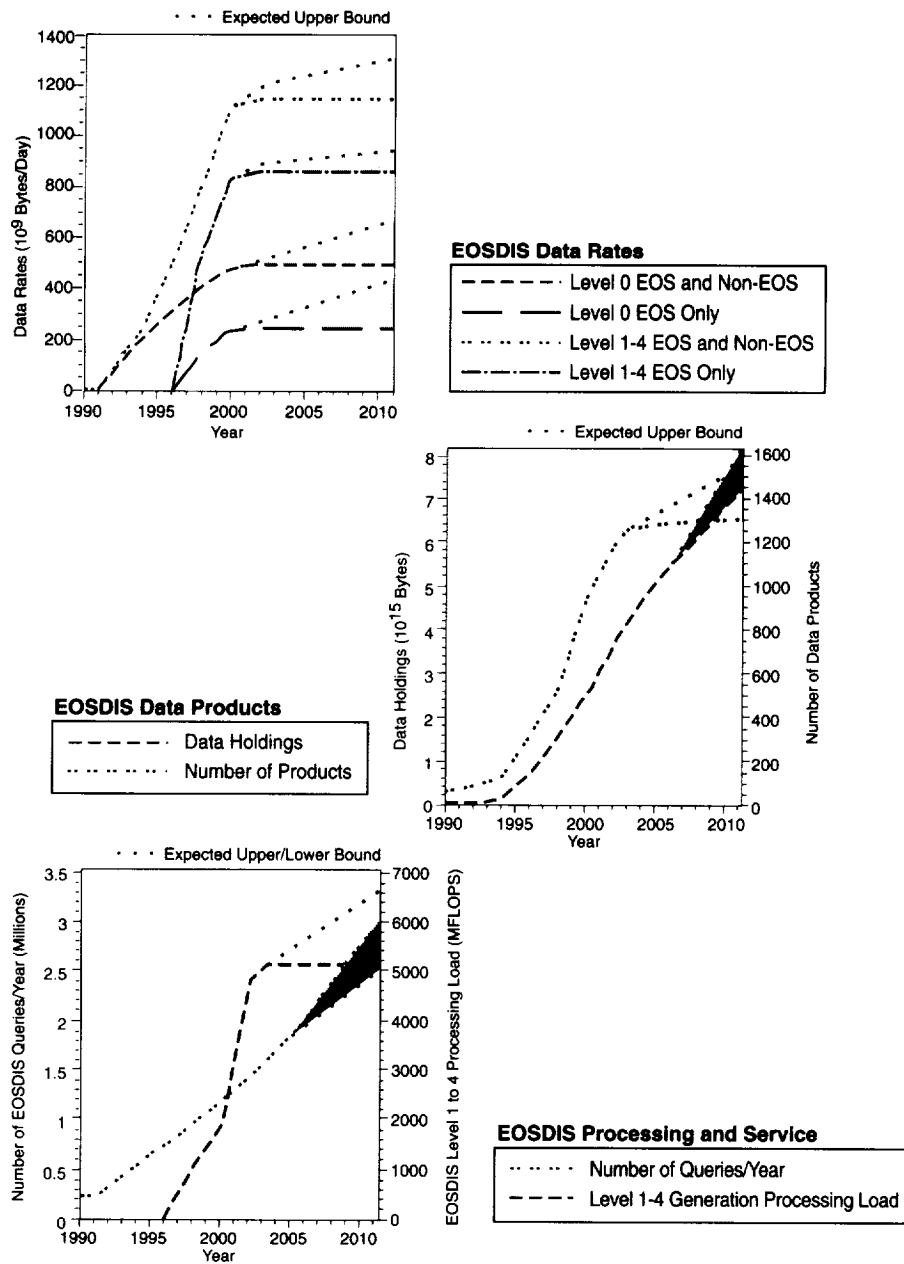 Expected Upper Bound
1400
1200
1000
800
600
400
200
0
Data Rates (10⁹ Bytes/Day)
1990 1995 2000 2005 2010
Year
EOSDIS Data Rates
Level 0 EOS and Non-EOS
Level 0 EOS Only
Level 1-4 EOS and Non-EOS
Level 1-4 EOS Only
Expected Upper Bound
8
7
6
5
4
3
2
1
0
Data Holdings (10¹⁵ Bytes)
1600
1400
1200
1000
800
600
400
200
0
Number of Data Products
1990 1995 2000 2005 2010
Year
EOSDIS Data Products
Data Holdings
Number of Products
Expected Upper/Lower Bound
3.5
3
2.5
2
1.5
1
0.5
0
Number of EOSDIS Queries/Year (Millions)
7000
6000
5000
4000
3000
2000
1000
0
EOSDIS Level 1 to 4 Processing Load (MFLOPS)
1990 1995 2000 2005 2010
Year
EOSDIS Processing and Service
Number of Queries/Year
Level 1-4 Generation Processing Load